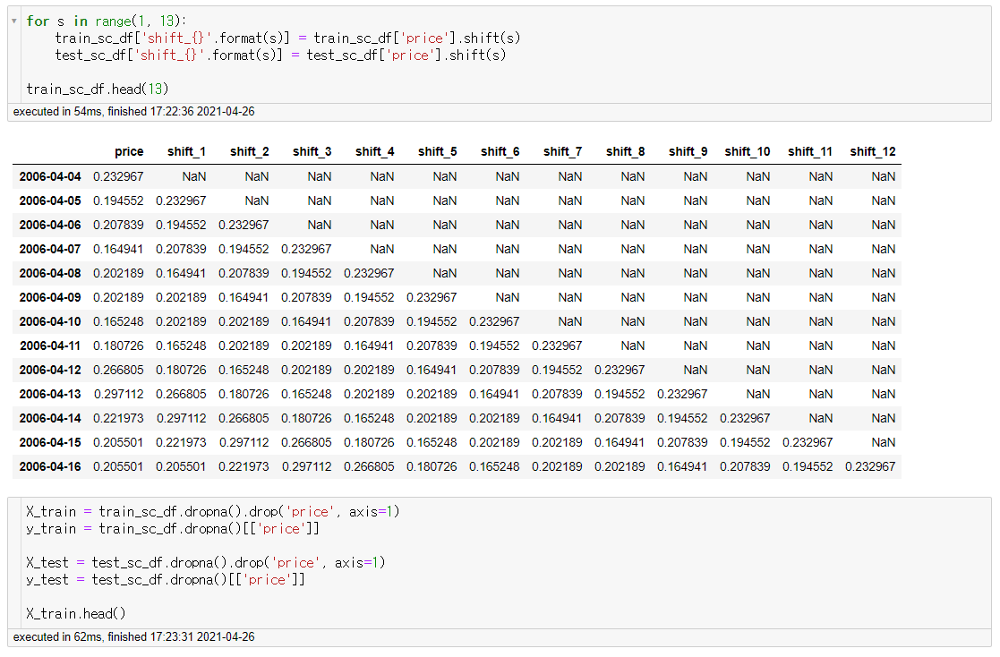 for s in range(1, 13):
    train_sc_df['shift_{}'.format(s)] = train_sc_df['price'].shift(s)
    test_sc_df['shift_{}'.format(s)] = test_sc_df['price'].shift(s)
train_sc_df.head(13)
executed in 54ms, finished 17:22:36 2021-04-26
price shift_1 shift_2 shift_3 shift_4 shift_5 shift_6 shift_7 shift_8 shift_9 shift_10 shift_11 shift_12
2006-04-04 0.232967 NaN NaN NaN NaN NaN NaN NaN NaN NaN NaN NaN NaN
2006-04-05 0.194552 0.232967 NaN NaN NaN NaN NaN NaN NaN NaN NaN NaN NaN
2006-04-06 0.207839 0.194552 0.232967 NaN NaN NaN NaN NaN NaN NaN NaN NaN NaN
2006-04-07 0.164941 0.207839 0.194552 0.232967 NaN NaN NaN NaN NaN NaN NaN NaN NaN
2006-04-08 0.202189 0.164941 0.207839 0.194552 0.232967 NaN NaN NaN NaN NaN NaN NaN NaN
2006-04-09 0.202189 0.202189 0.164941 0.207839 0.194552 0.232967 NaN NaN NaN NaN NaN NaN NaN
2006-04-10 0.165248 0.202189 0.202189 0.164941 0.207839 0.194552 0.232967 NaN NaN NaN NaN NaN NaN
2006-04-11 0.180726 0.165248 0.202189 0.202189 0.164941 0.207839 0.194552 0.232967 NaN NaN NaN NaN NaN
2006-04-12 0.266805 0.180726 0.165248 0.202189 0.202189 0.164941 0.207839 0.194552 0.232967 NaN NaN NaN NaN
2006-04-13 0.297112 0.266805 0.180726 0.165248 0.202189 0.202189 0.164941 0.207839 0.194552 0.232967 NaN NaN NaN
2006-04-14 0.221973 0.297112 0.266805 0.180726 0.165248 0.202189 0.202189 0.164941 0.207839 0.194552 0.232967 NaN NaN
2006-04-15 0.205501 0.221973 0.297112 0.266805 0.180726 0.165248 0.202189 0.202189 0.164941 0.207839 0.194552 0.232967 NaN
2006-04-16 0.205501 0.205501 0.221973 0.297112 0.266805 0.180726 0.165248 0.202189 0.202189 0.164941 0.207839 0.194552 0.232967
X_train = train_sc_df.dropna().drop('price', axis=1)
y_train = train_sc_df.dropna()[['price']]
X_test = test_sc_df.dropna().drop('price', axis=1)
y_test = test_sc_df.dropna()[['price']]
X_train.head()
executed in 62ms, finished 17:23:31 2021-04-26